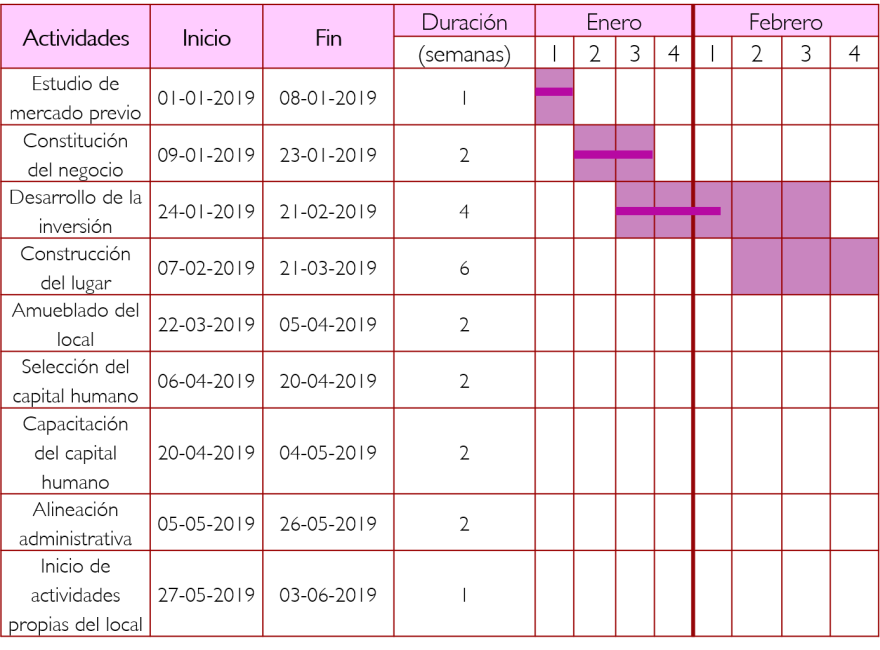 Actividades Inicio Fin Duración Enero Febrero
(semanas) 1 2 3 4 1 2 3 4
Estudio de
mercado previo 01-01-2019 08-01-2019 1
Constitución
del negocio 09-01-2019 23-01-2019 2
Desarrollo de la
inversión 24-01-2019 21-02-2019 4
Construcción
del lugar 07-02-2019 21-03-2019 6
Amueblado del
local 22-03-2019 05-04-2019 2
Selección del
capital humano 06-04-2019 20-04-2019 2
Capacitación
del capital 20-04-2019 04-05-2019 2
humano
Alineación
administrativa 05-05-2019 26-05-2019 2
Inicio de
actividades 27-05-2019 03-06-2019 1
propias del local